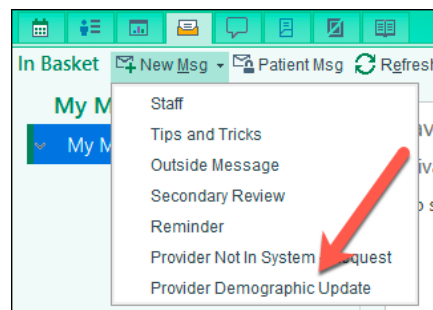 In Basket New Msg Patient Msg Refresh
My M
My M
Staff
Tips and Tricks
Outside Message
Secondary Review
Reminder
Provider Not In System quest
Provider Demographic Update